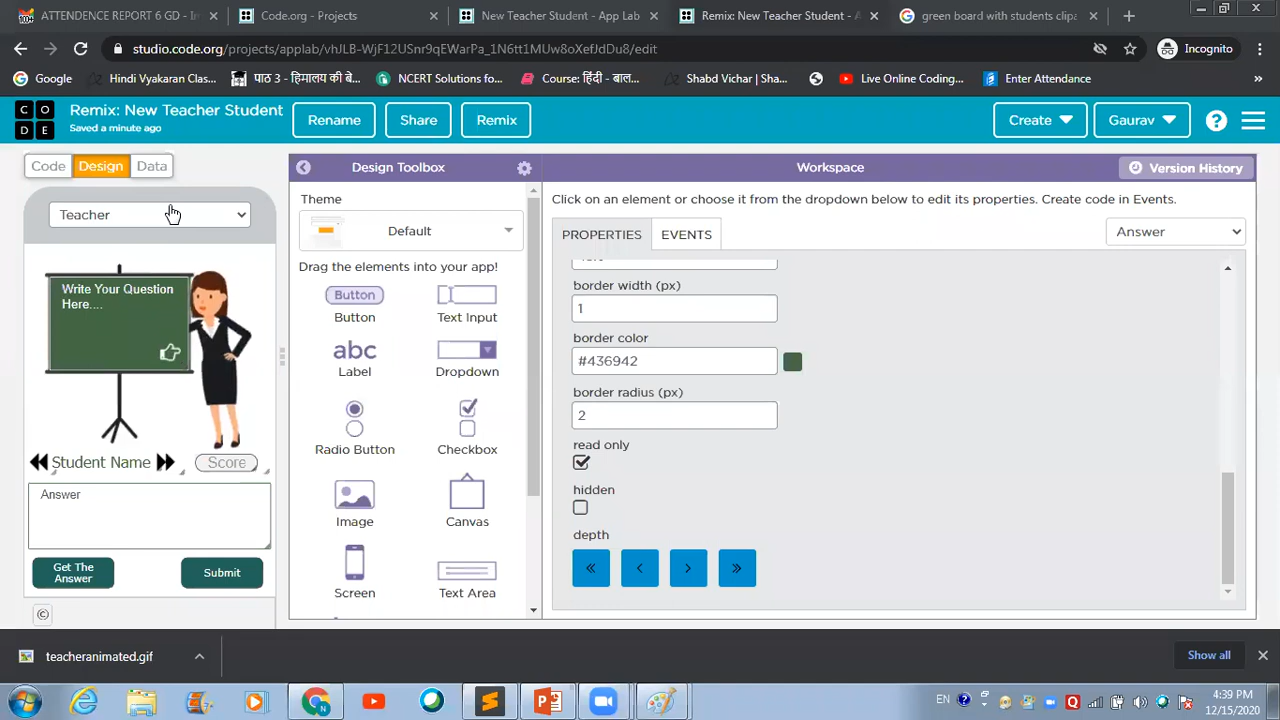 ATTENDENCE REPORT 6 GD - In
Code.org - Projects
New Teacher Student - App Lab
Remix: New Teacher Student - A
green board with students clipa
studio.code.org/projects/applab/vhJLB-WjF12USnr9qEWarPa_1N6tt1MUw8oXefJdDu8/edit
Incognito
Google
Hindi Vyakaran Clas...
पाठ 3 - हिमालय की बे...
NCERT Solutions fo...
Course: हिंदी - बाल...
Shabd Vichar | Sha...
Live Online Coding...
Enter Attendance
»
C O
D E
Remix: New Teacher Student
Saved a minute ago
Rename
Share
Remix
Create
Gaurav
?
Code
Design
Data
Design Toolbox
Workspace
Version History
Teacher
Theme
Default
Drag the elements into your app!
Button
Button
Text Input
abc
Label
Dropdown
Radio Button
Checkbox
Image
Canvas
Screen
Text Area
Click on an element or choose it from the dropdown below to edit its properties. Create code in Events.
PROPERTIES
EVENTS
Answer
border width (px)
1
border color
#436942
border radius (px)
2
read only
hidden
depth
Write Your Question
Here....
Student Name
Score
Answer
Get The
Answer
Submit
©
teacheranimated.gif
Show all
EN
4:39 PM
12/15/2020